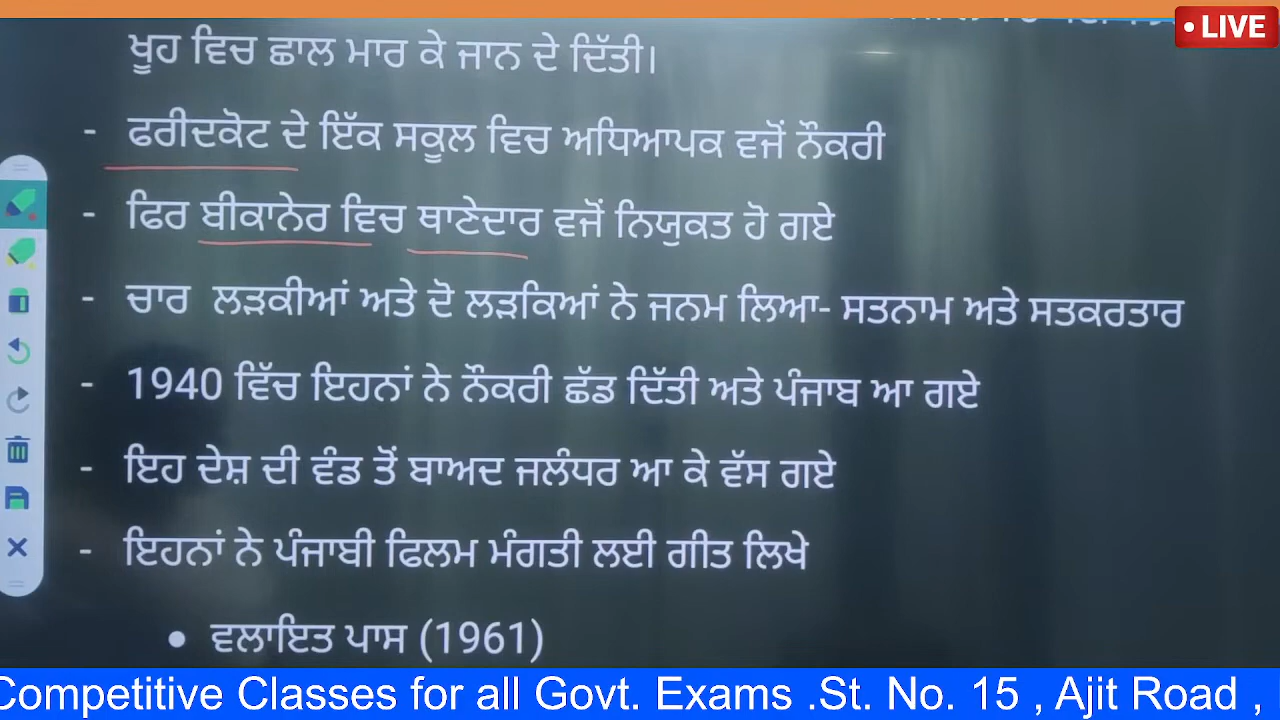 • LIVE
ਖੂਹ ਵਿਚ ਛਾਲ ਮਾਰ ਕੇ ਜਾਨ ਦੇ ਦਿੱਤੀ।
- ਫਰੀਦਕੋਟ ਦੇ ਇੱਕ ਸਕੂਲ ਵਿਚ ਅਧਿਆਪਕ ਵਜੋਂ ਨੌਕਰੀ
- ਫਿਰ ਬੀਕਾਨੇਰ ਵਿਚ ਥਾਣੇਦਾਰ ਵਜੋਂ ਨਿਯੁਕਤ ਹੋ ਗਏ
- ਚਾਰ ਲੜਕੀਆਂ ਅਤੇ ਦੋ ਲੜਕਿਆਂ ਨੇ ਜਨਮ ਲਿਆ- ਸਤਨਾਮ ਅਤੇ ਸਤਕਰਤਾਰ
- 1940 ਵਿੱਚ ਇਹਨਾਂ ਨੇ ਨੌਕਰੀ ਛੱਡ ਦਿੱਤੀ ਅਤੇ ਪੰਜਾਬ ਆ ਗਏ
- ਇਹ ਦੇਸ਼ ਦੀ ਵੰਡ ਤੋਂ ਬਾਅਦ ਜਲੰਧਰ ਆ ਕੇ ਵੱਸ ਗਏ
- ਇਹਨਾਂ ਨੇ ਪੰਜਾਬੀ ਫਿਲਮ ਮੰਗਤੀ ਲਈ ਗੀਤ ਲਿਖੇ
• ਵਲਾਇਤ ਪਾਸ (1961)
Competitive Classes for all Govt. Exams .St. No. 15 , Ajit Road ,